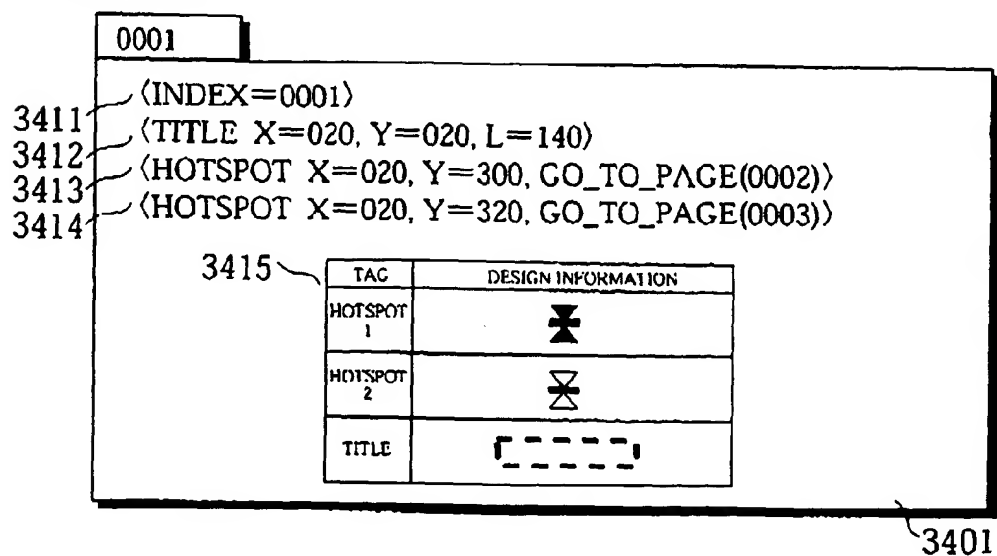 0001
3411 〈INDEX=0001〉
3412 〈TITLE X=020, Y=020, L=140〉
3413 〈HOTSPOT X=020, Y=300, GO_TO_PAGE(0002)〉
3414 〈HOTSPOT X=020, Y=320, GO_TO_PAGE(0003)〉
3415
TAG DESIGN INFORMATION
HOTSPOT
1
HOTSPOT
2
TITLE
3401